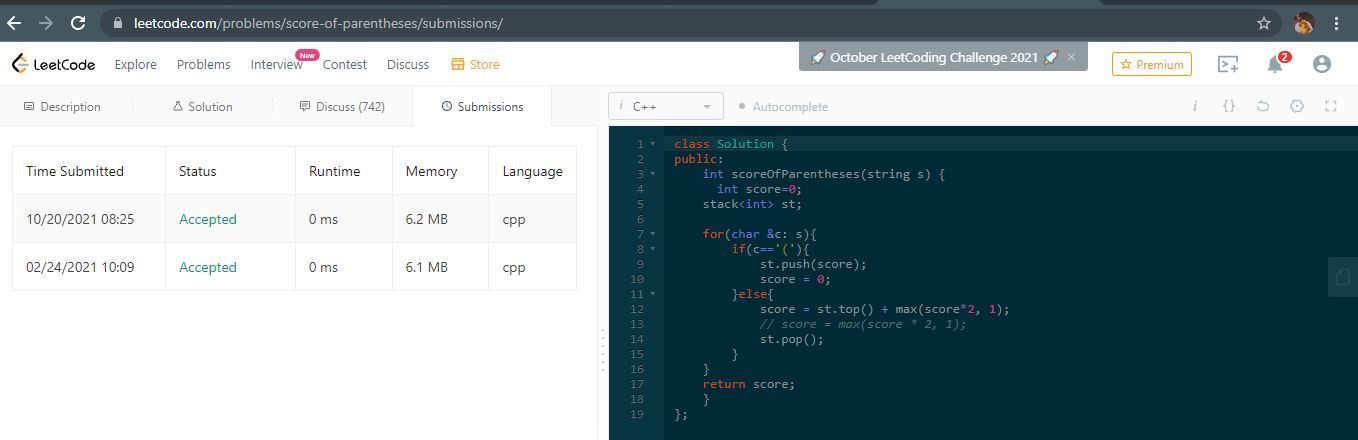 leetcode.com/problems/score-of-parentheses/submissions/
LeetCode Explore Problems Interview New Contest Discuss Store 🚀 October LeetCoding Challenge 2021 🚀 × Premium 2
Description Solution Discuss (742) Submissions
i C++ Autocomplete i {}
Time Submitted Status Runtime Memory Language
10/20/2021 08:25 Accepted 0 ms 6.2 MB cpp
02/24/2021 10:09 Accepted 0 ms 6.1 MB cpp
1 class Solution {
2 public:
3     int scoreOfParentheses(string s) {
4       int score=0;
5     stack<int> st;
6
7     for(char &c: s){
8         if(c=='('){
9             st.push(score);
10             score = 0;
11         }else{
12             score = st.top() + max(score*2, 1);
13             // score = max(score * 2, 1);
14             st.pop();
15         }
16     }
17     return score;
18     }
19 };